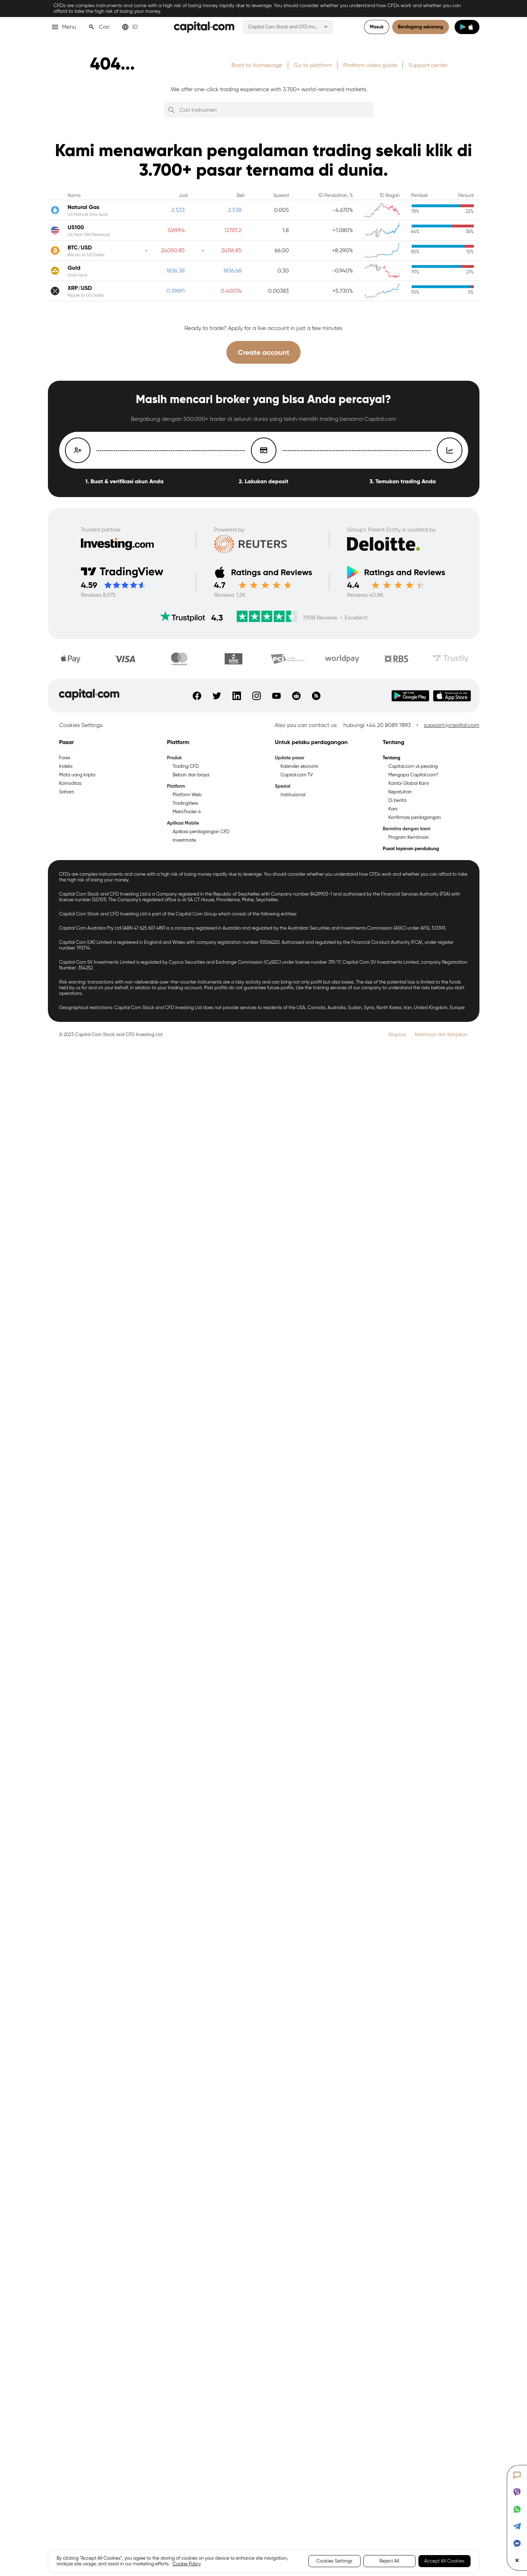 CFDs are complex instruments and come with a high risk of losing money rapidly due to leverage. You should consider whether you understand how CFDs work and whether you can
afford to take the high risk of losing your money.
Menu
Cari
ID
capital.com
Capital Com Stock and CFD Inv...
Masuk
Berdagang sekarang
404...
Back to Homepage
Go to platform
Platform video guide
Support center
We offer one-click trading experience with 3.700+ world-renowned markets.
Cari instrumen
Kami menawarkan pengalaman trading sekali klik di
3.700+ pasar ternama di dunia.
Nama Jual Beli Spread 1D Perubahan, % 1D Bagan Pembeli Penjual
Natural Gas 2.533 2.538 0.005 -4.670% 78% 22%
US Natural Gas Spot
US100 12699.4 12701.2 1.8 +1.080% 64% 36%
US Tech 100 (Nasdaq)
BTC/USD 24050.85 24116.85 66.00 +8.290% 85% 15%
Bitcoin to US Dollar
Gold 1836.38 1836.68 0.30 -0.940% 79% 21%
Gold Spot
XRP/USD 0.39691 0.40074 0.00383 +5.730% 95% 5%
Ripple to US Dollar
Ready to trade? Apply for a live account in just a few minutes
Create account
Masih mencari broker yang bisa Anda percayai?
Bergabung dengan 500.000+ trader di seluruh dunia yang telah memilih trading bersama Capital.com
1. Buat & verifikasi akun Anda
2. Lakukan deposit
3. Temukan trading Anda
Trusted partner
Investing.com
Powered by
REUTERS
Group's Parent Entity is audited by
Deloitte.
TradingView
4.59
Reviews 8,975
Ratings and Reviews
4.7
Reviews 1,5K
Ratings and Reviews
4.4
Reviews 40,8K
Trustpilot 4.3 7,908 Reviews – Excellent
Pay
VISA
mastercard
PCI
worldpay
RBS
Trustly
capital.com
Google Play
App Store
Cookies Settings
Also you can contact us: hubungi +44 20 8089 7893 • support@capital.com
Pasar
Forex
Indeks
Mata uang kripto
Komoditas
Saham
Platform
Produk
Trading CFD
Beban dan biaya
Platform
Platform Web
TradingView
MetaTrader 4
Aplikasi Mobile
Aplikasi perdagangan CFD
Investmate
Untuk pelaku perdagangan
Update pasar
Kalender ekonomi
Capital.com TV
Spesial
Institusional
Tentang
Tentang
Capital.com vs pesaing
Mengapa Capital.com?
Kantor Global Kami
Kepatuhan
Di berita
Karir
Konfirmasi perdagangan
Bermitra dengan kami
Program Kemitraan
Pusat layanan pendukung
CFDs are complex instruments and come with a high risk of losing money rapidly due to leverage. You should consider whether you understand how CFDs work and whether you can afford to take
the high risk of losing your money.
Capital Com Stock and CFD Investing Ltd is a Company registered in the Republic of Seychelles with Company number 8429903-1 and authorized by the Financial Services Authority (FSA) with
license number (SD101). The Company's registered office is at 5A CT House, Providence, Mahe, Seychelles.
Capital Com Stock and CFD Investing Ltd is part of the Capital Com Group which consist of the following entities:
Capital Com Australia Pty Ltd (ABN 47 625 601 489) is a company registered in Australia and regulated by the Australian Securities and Investments Commission (ASIC) under AFSL 513393.
Capital Com (UK) Limited is registered in England and Wales with company registration number 10506220. Authorised and regulated by the Financial Conduct Authority (FCA), under register
number 793714.
Capital Com SV Investments Limited is regulated by Cyprus Securities and Exchange Commission (CySEC) under license number 319/17. Capital Com SV Investments Limited, company Registration
Number: 354252.
Risk warning: transactions with non-deliverable over-the-counter instruments are a risky activity and can bring not only profit but also losses. The size of the potential loss is limited to the funds
held by us for and on your behalf, in relation to your trading account. Past profits do not guarantee future profits. Use the training services of our company to understand the risks before you start
operations.
Geographical restrictions: Capital Com Stock and CFD Investing Ltd does not provide services to residents of the USA, Canada, Australia, Sudan, Syria, North Korea, Iran, United Kingdom, Europe
© 2023 Capital Com Stock and CFD Investing Ltd
Regulasi
Ketentuan dan Kebijakan
By clicking "Accept All Cookies", you agree to the storing of cookies on your device to enhance site navigation,
analyze site usage, and assist in our marketing efforts. Cookie Policy
Cookies Settings
Reject All
Accept All Cookies